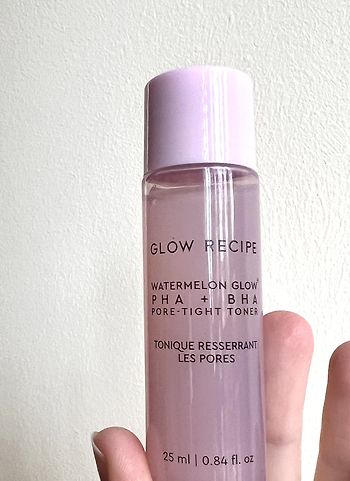 GLOW RECIPE
WATERMELON GLOW®
PHA + BHA
PORE-TIGHT TONER
TONIQUE RESSERRANT
LES PORES
25 ml | 0.84 fl. oz